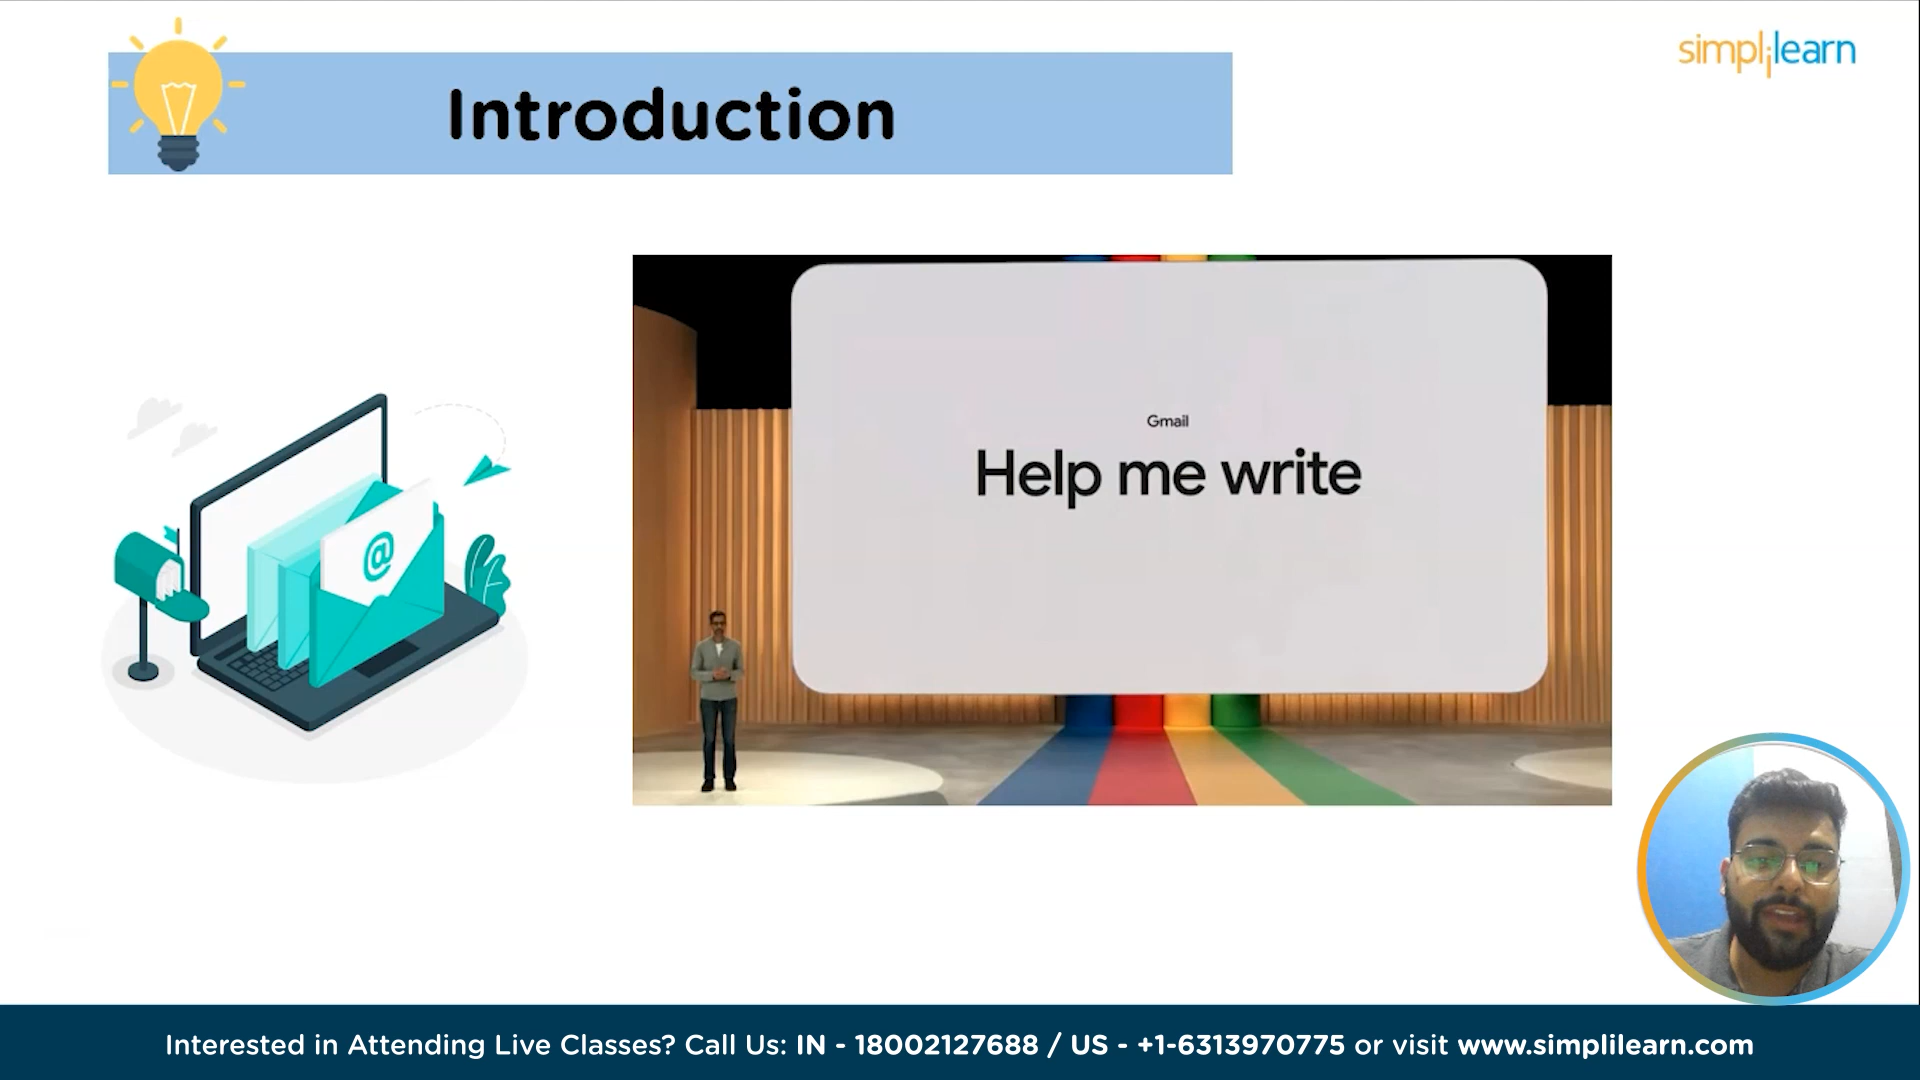 Introduction
simplilearn
Gmail
Help me write
@
Interested in Attending Live Classes? Call Us: IN - 18002127688 / US - +1-6313970775 or visit www.simplilearn.com